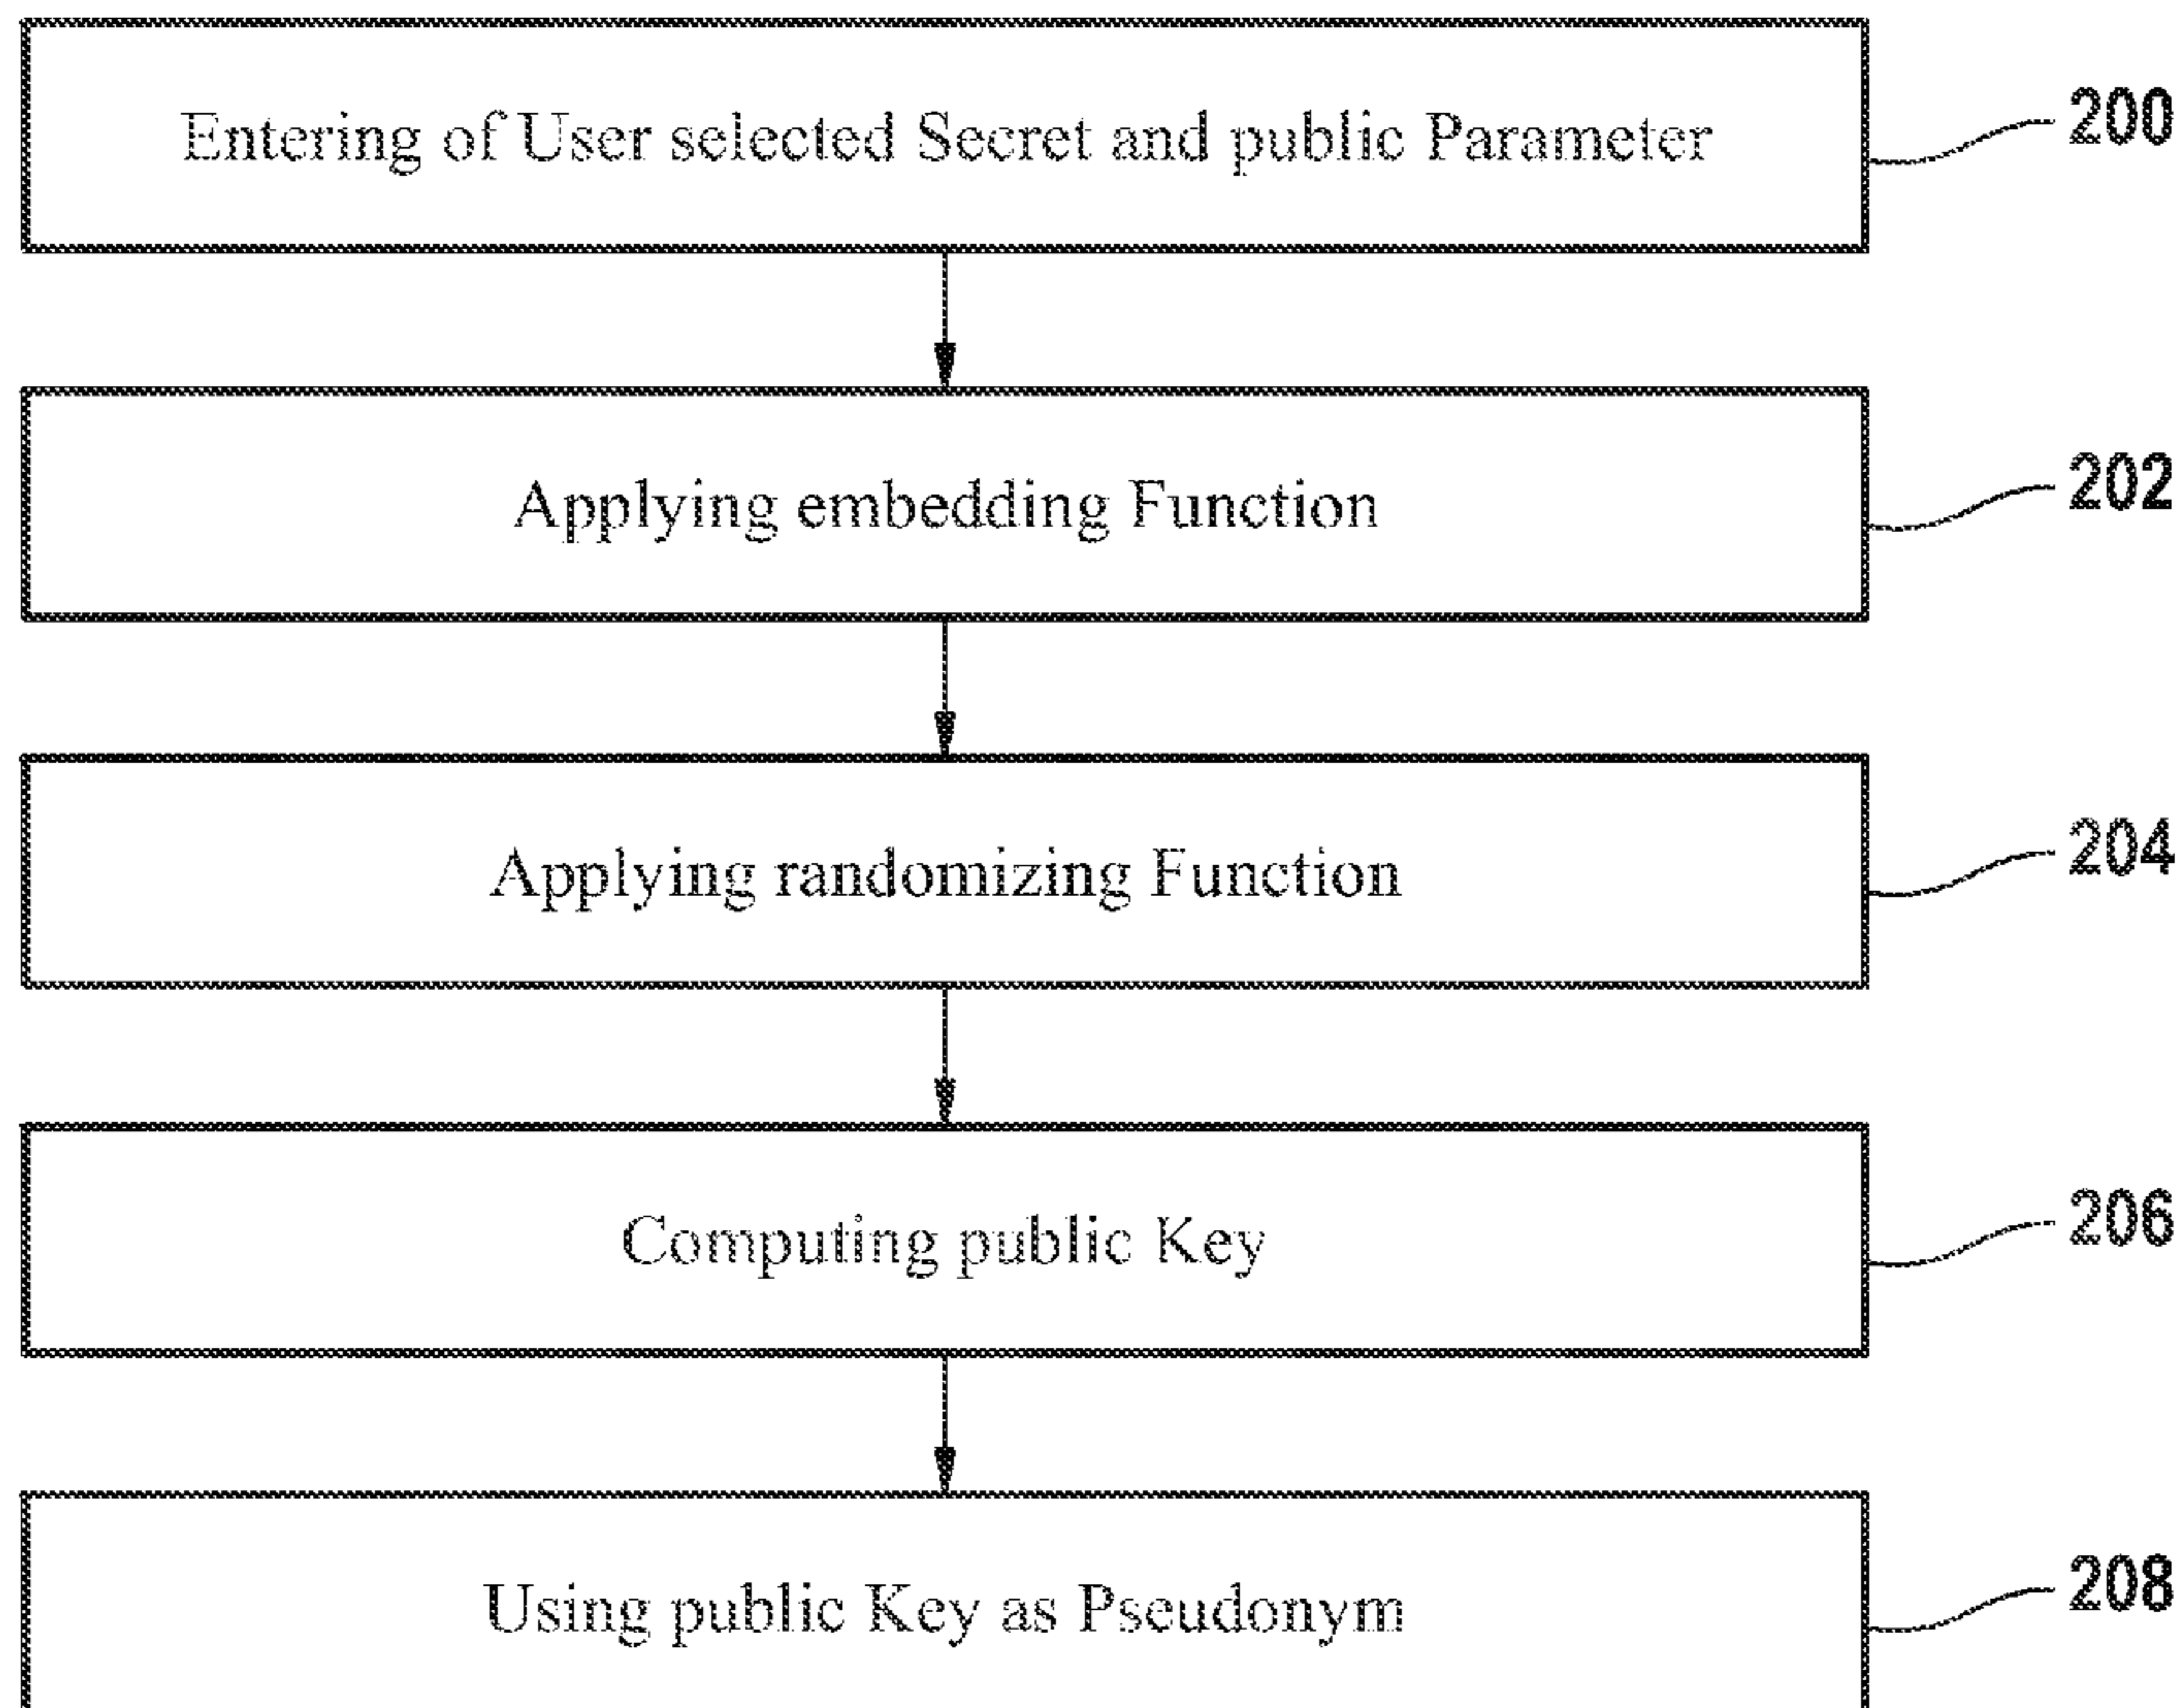 Entering of User selected Secret and public Parameter
200
Applying embedding Function
202
Applying randomizing Function
204
Computing public Key
206
Using public Key as Pseudonym
208